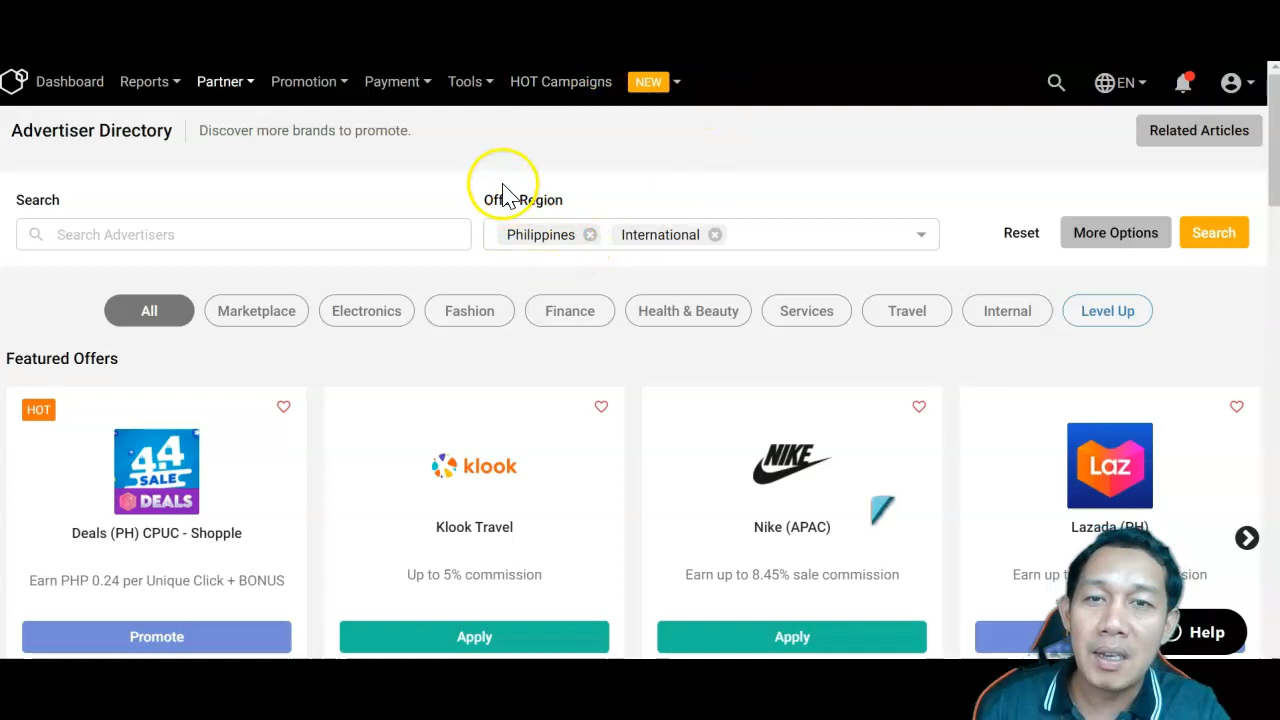 Dashboard Reports Partner Promotion Payment Tools HOT Campaigns NEW EN
Advertiser Directory Discover more brands to promote. Related Articles
Search Offer Region
Search Advertisers Philippines International Reset More Options Search
All Marketplace Electronics Fashion Finance Health & Beauty Services Travel Internal Level Up
Featured Offers
HOT
4.4
SALE
DEALS
klook
NIKE
Laz
Deals (PH) CPUC - Shopple Klook Travel Nike (APAC) Lazada (PH)
Earn PHP 0.24 per Unique Click + BONUS Up to 5% commission Earn up to 8.45% sale commission Earn up
Promote Apply Apply
Help